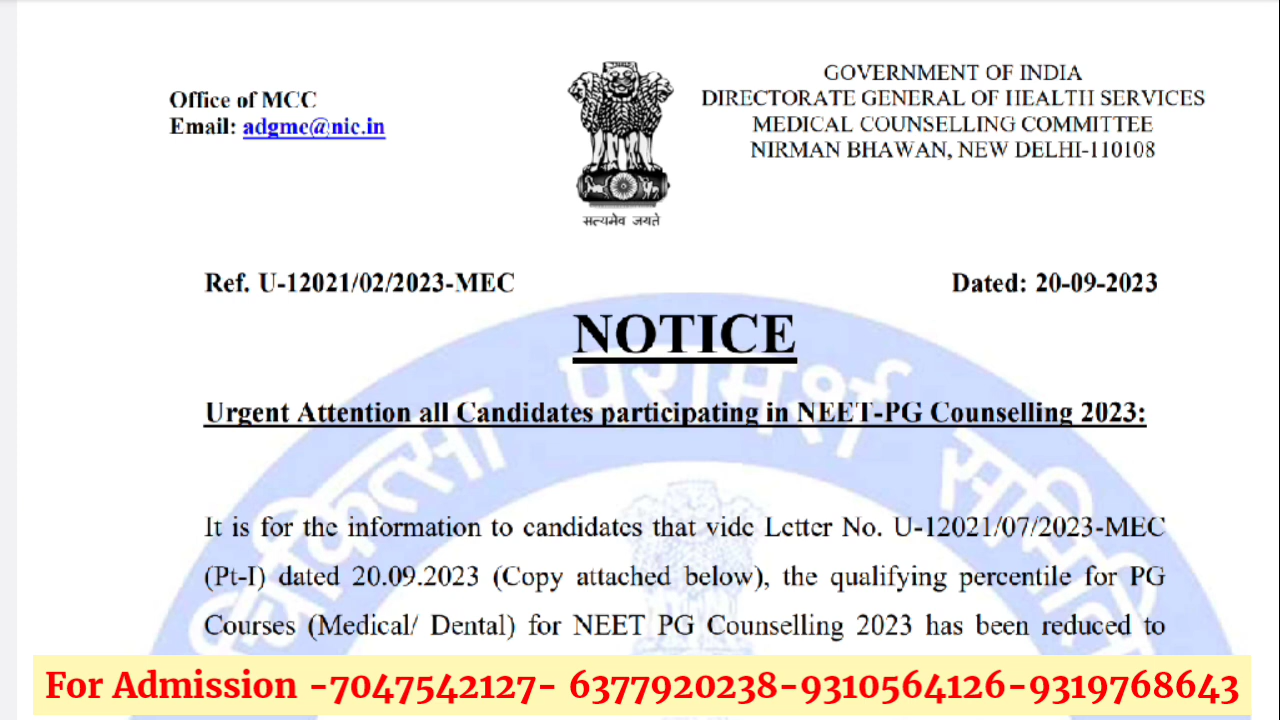 Office of MCC
Email: adgme@nic.in
GOVERNMENT OF INDIA
DIRECTORATE GENERAL OF HEALTH SERVICES
MEDICAL COUNSELLING COMMITTEE
NIRMAN BHAWAN, NEW DELHI-110108
सत्यमेव जयते
Ref. U-12021/02/2023-MEC
Dated: 20-09-2023
NOTICE
Urgent Attention all Candidates participating in NEET-PG Counselling 2023:
चिकित्सा परामर्श समिति
It is for the information to candidates that vide Letter No. U-12021/07/2023-MEC
(Pt-I) dated 20.09.2023 (Copy attached below), the qualifying percentile for PG
Courses (Medical/ Dental) for NEET PG Counselling 2023 has been reduced to
For Admission -7047542127- 6377920238-9310564126-9319768643